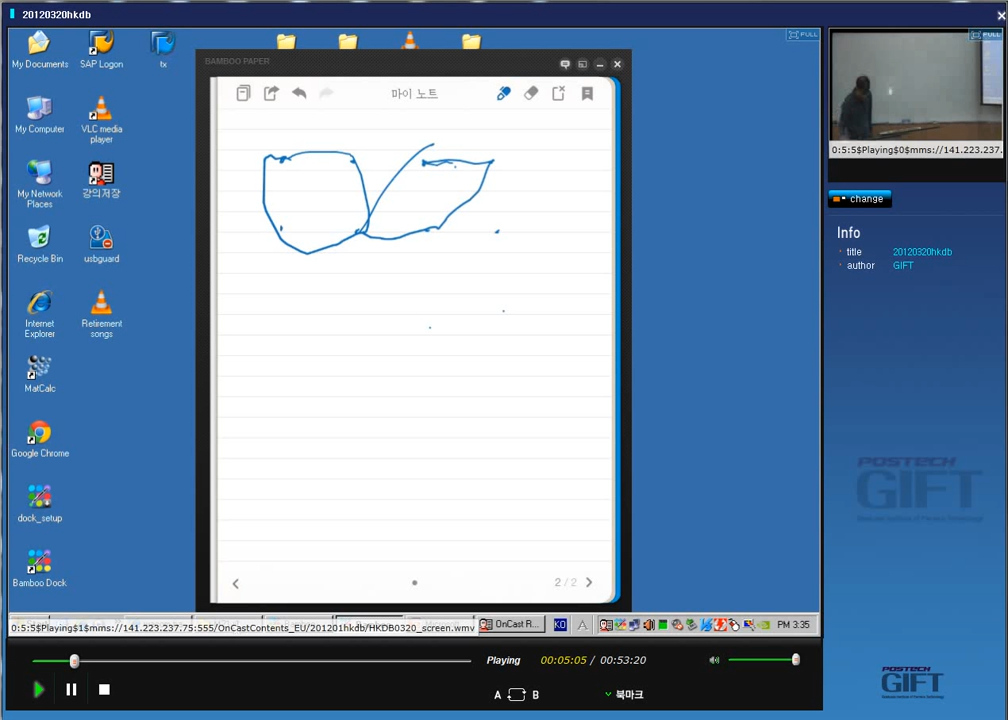 20120320hkdb
FULL
FULL
My Documents
SAP Logon
tx
BAMBOO PAPER
마이 노트
My Computer
VLC media
player
0:5:5$Playing$0$mms://141.223.237.
My Network
Places
강의저장
change
Info
title 20120320hkdb
author GIFT
Recycle Bin
usbguard
Internet
Explorer
Retirement
songs
MatCalc
Google Chrome
POSTECH
GIFT
dock_setup
Bamboo Dock
2 / 2
0:5:5$Playing$1$mms://141.223.237.75:555/OnCastContents_EU/201201hkdb/HKDB0320_screen.wmv
OnCast R...
KO
A
PM 3:35
Playing 00:05:05 / 00:53:20
A B
북마크
POSTECH
GIFT